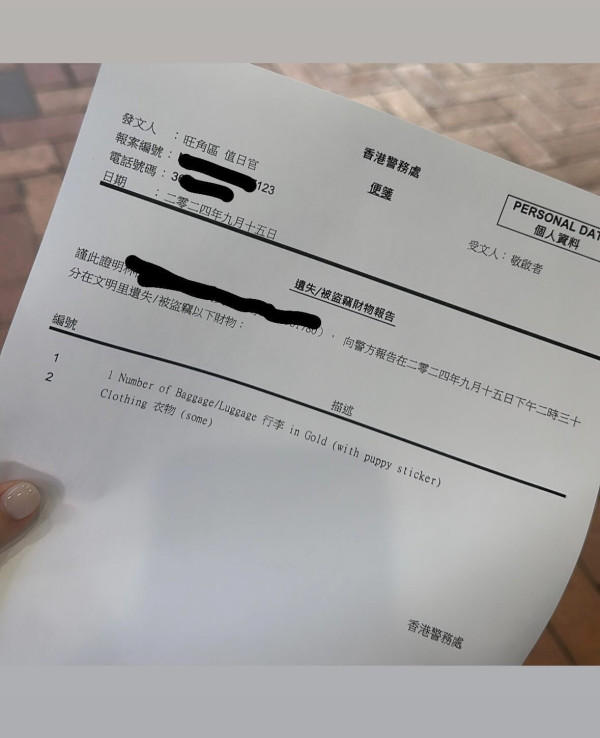 香港警務處
便箋
PERSONAL DAT
個人資料
發文人 : 旺角區 值日官
報案編號 : 123
電話號碼 : 3
日期 : 二零二四年九月十五日
受文人 : 敬啟者
遺失/被盜竊財物報告
謹此證明 ), 向警方報告在二零二四年九月十五日下午二時三十
分在文明里遺失/被盜竊以下財物:
編號 描述
1 1 Number of Baggage/Luggage 行李 in Gold (with puppy sticker)
2 Clothing 衣物 (some)
香港警務處